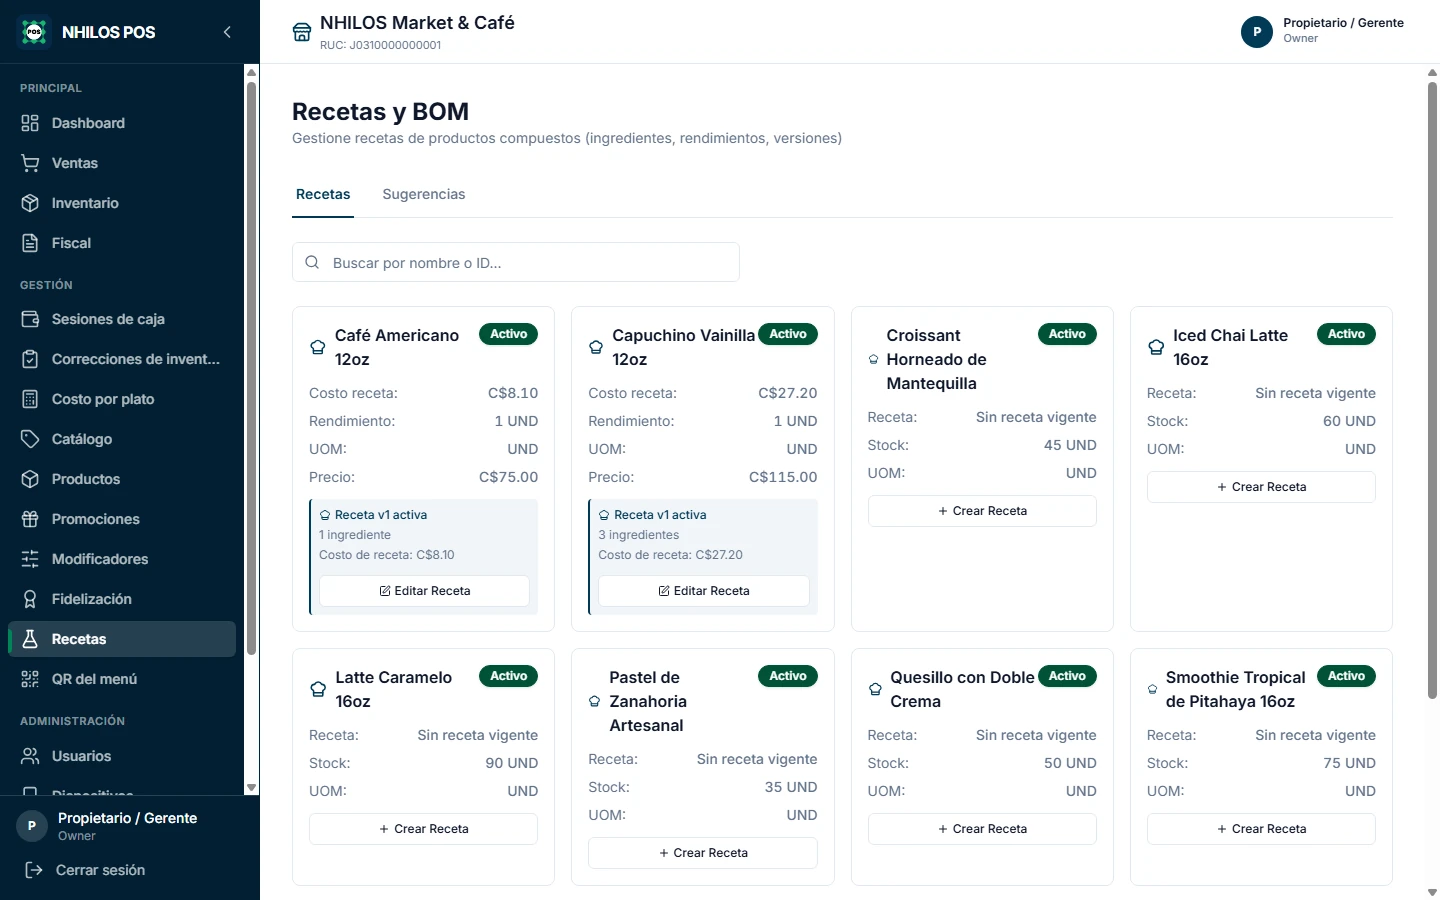 POS
NHILOS POS
NHILOS Market & Café
RUC: J0310000000001
P
Propietario / Gerente
Owner
PRINCIPAL
Dashboard
Ventas
Inventario
Fiscal
GESTIÓN
Sesiones de caja
Correcciones de invent...
Costo por plato
Catálogo
Productos
Promociones
Modificadores
Fidelización
Recetas
QR del menú
ADMINISTRACIÓN
Usuarios
Dispositivos
P
Propietario / Gerente
Owner
Cerrar sesión
Recetas y BOM
Gestione recetas de productos compuestos (ingredientes, rendimientos, versiones)
Recetas
Sugerencias
Buscar por nombre o ID...
Café Americano
12oz
Activo
Costo receta: C$8.10
Rendimiento: 1 UND
UOM: UND
Precio: C$75.00
Receta v1 activa
1 ingrediente
Costo de receta: C$8.10
Editar Receta
Capuchino Vainilla
12oz
Activo
Costo receta: C$27.20
Rendimiento: 1 UND
UOM: UND
Precio: C$115.00
Receta v1 activa
3 ingredientes
Costo de receta: C$27.20
Editar Receta
Croissant
Horneado de
Mantequilla
Activo
Receta: Sin receta vigente
Stock: 45 UND
UOM: UND
+ Crear Receta
Iced Chai Latte
16oz
Activo
Receta: Sin receta vigente
Stock: 60 UND
UOM: UND
+ Crear Receta
Latte Caramelo
16oz
Activo
Receta: Sin receta vigente
Stock: 90 UND
UOM: UND
+ Crear Receta
Pastel de
Zanahoria
Artesanal
Activo
Receta: Sin receta vigente
Stock: 35 UND
UOM: UND
+ Crear Receta
Quesillo con Doble
Crema
Activo
Receta: Sin receta vigente
Stock: 50 UND
UOM: UND
+ Crear Receta
Smoothie Tropical
de Pitahaya 16oz
Activo
Receta: Sin receta vigente
Stock: 75 UND
UOM: UND
+ Crear Receta